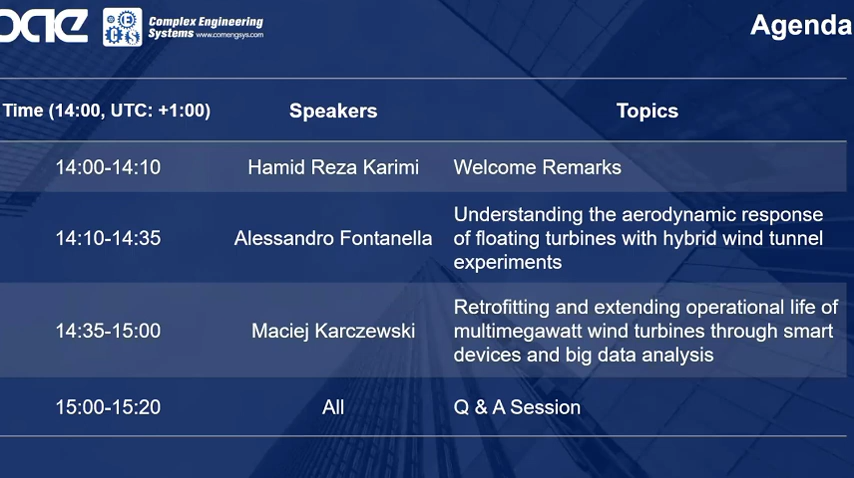 Complex Engineering
Systems www.comengsys.com
Agenda
Time (14:00, UTC: +1:00) Speakers Topics
14:00-14:10 Hamid Reza Karimi Welcome Remarks
14:10-14:35 Alessandro Fontanella Understanding the aerodynamic response
of floating turbines with hybrid wind tunnel
experiments
14:35-15:00 Maciej Karczewski Retrofitting and extending operational life of
multimegawatt wind turbines through smart
devices and big data analysis
15:00-15:20 All Q & A Session